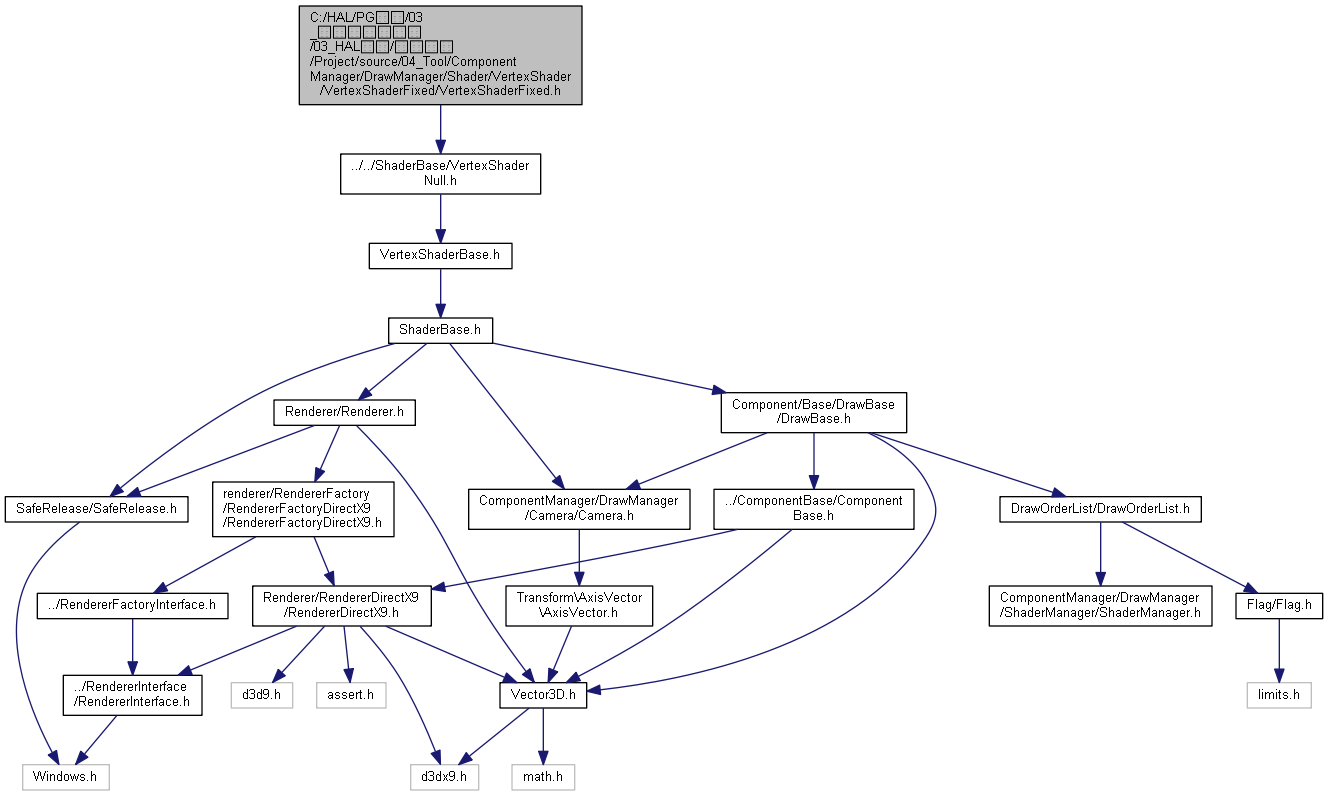 C:/HAL/PG
/03
_
/03_HAL
/
/Project/source/04_Tool/Component
Manager/DrawManager/Shader/VertexShader
/VertexShaderFixed/VertexShaderFixed.h
../../ShaderBase/VertexShader
Null.h
VertexShaderBase.h
ShaderBase.h
Renderer/Renderer.h
Component/Base/DrawBase
/DrawBase.h
SafeRelease/SafeRelease.h
renderer/RendererFactory
/RendererFactoryDirectX9
/RendererFactoryDirectX9.h
ComponentManager/DrawManager
/Camera/Camera.h
../ComponentBase/Component
Base.h
DrawOrderList/DrawOrderList.h
../RendererFactoryInterface.h
Renderer/RendererDirectX9
/RendererDirectX9.h
Transform\AxisVector
\AxisVector.h
ComponentManager/DrawManager
/ShaderManager/ShaderManager.h
Flag/Flag.h
../RendererInterface
/RendererInterface.h
d3d9.h
assert.h
Vector3D.h
limits.h
Windows.h
d3dx9.h
math.h